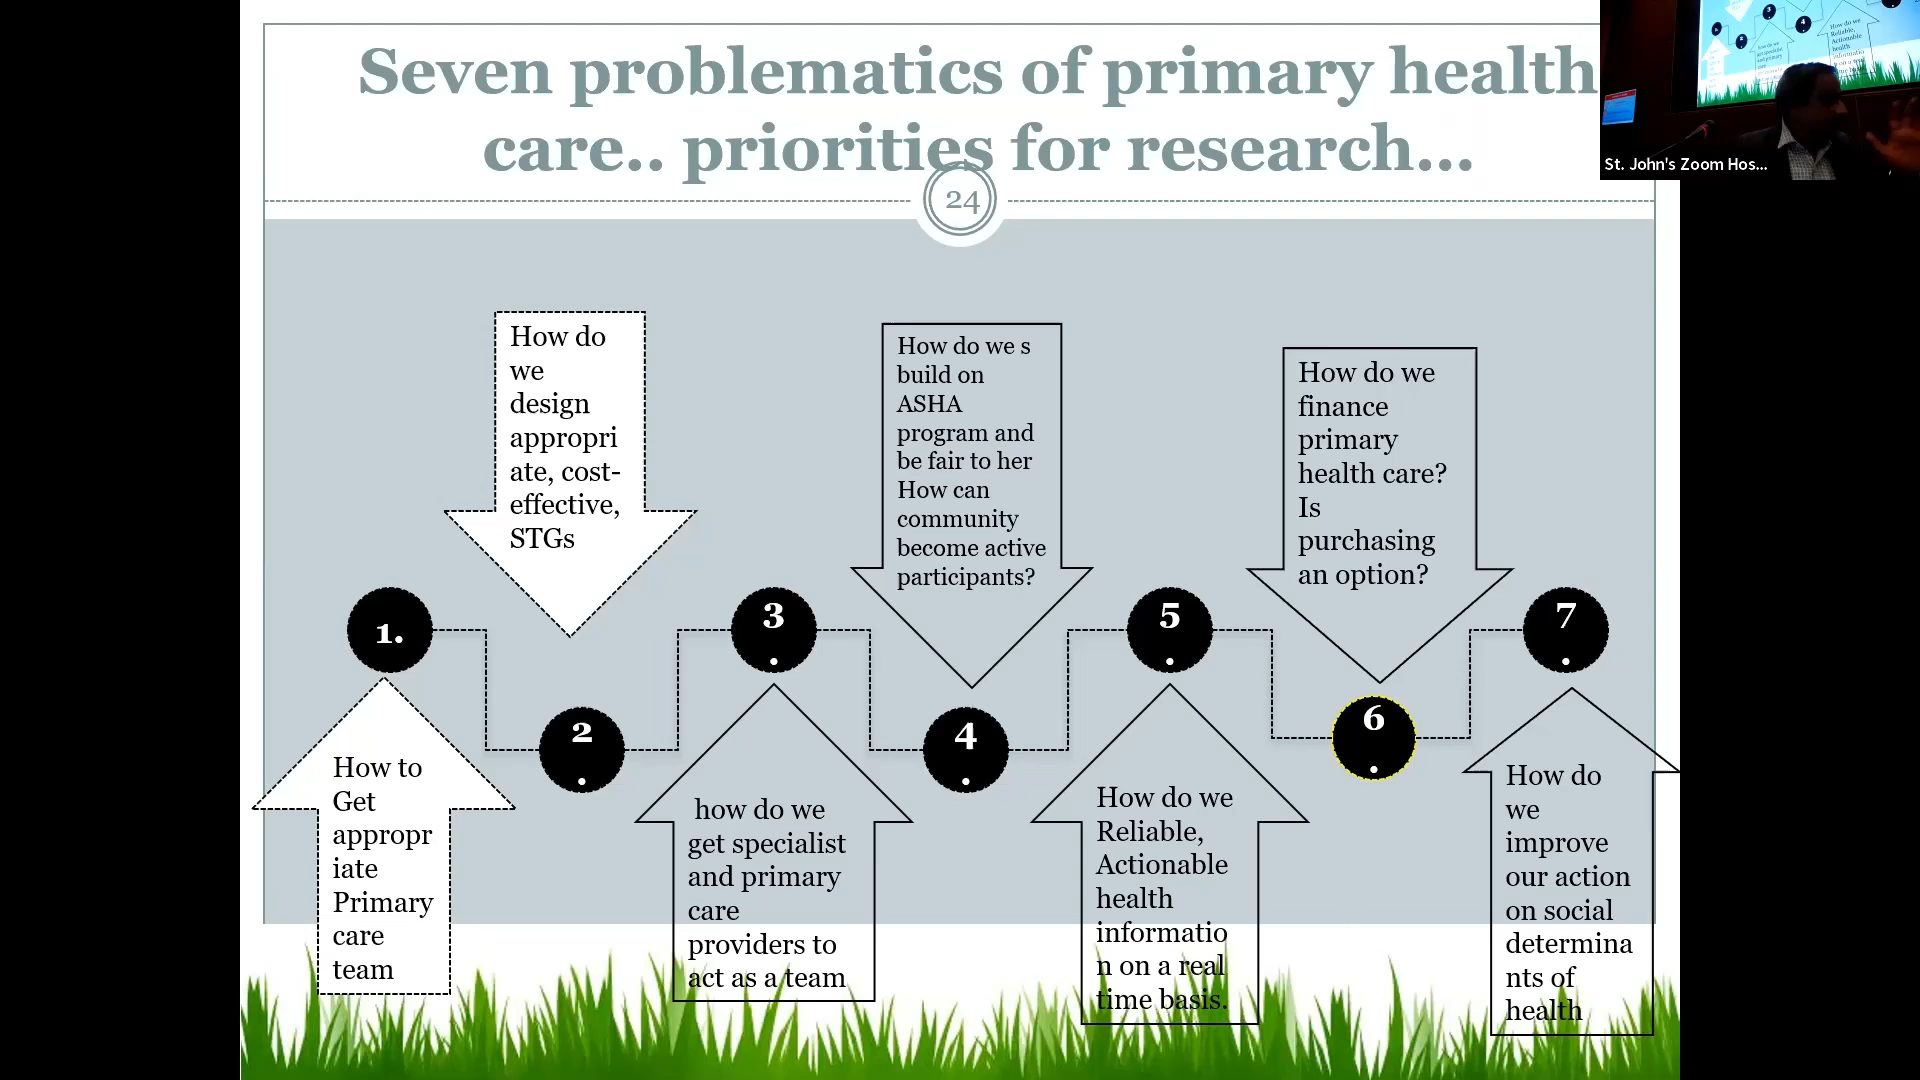 Seven problematics of primary health
care.. priorities for research...
24
St. John's Zoom Hos...
How do
we
design
appropri
ate, cost-
effective,
STGs
How do we s
build on
ASHA
program and
be fair to her
How can
community
become active
participants?
How do we
finance
primary
health care?
Is
purchasing
an option?
1.
2
.
3
.
4
.
5
.
6
.
7
.
How to
Get
appropr
iate
Primary
care
team
how do we
get specialist
and primary
care
providers to
act as a team
How do we
Reliable,
Actionable
health
informatio
n on a real
time basis.
How do
we
improve
our action
on social
determina
nts of
health